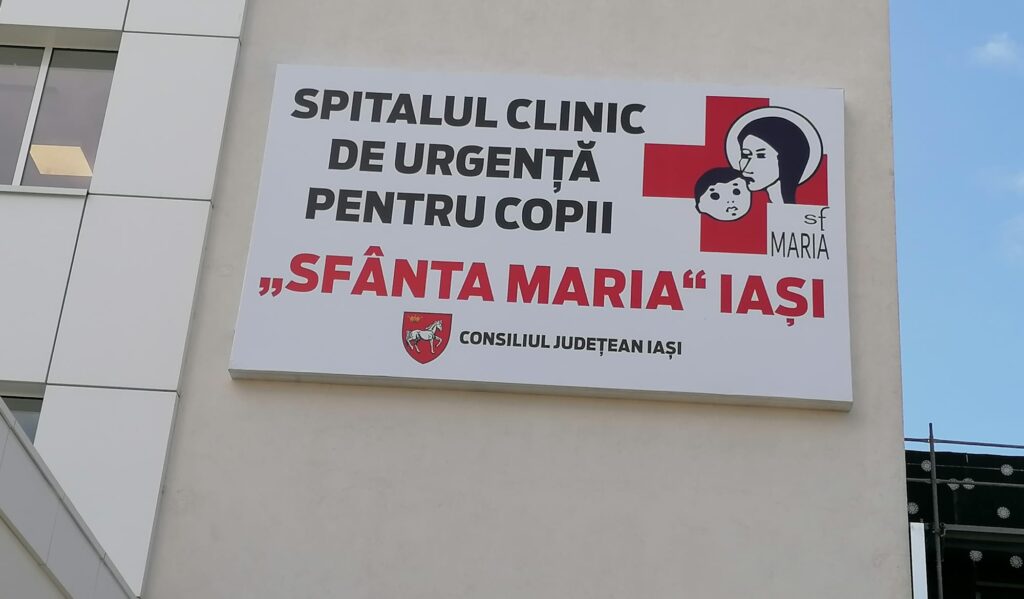 SPITALUL CLINIC
DE URGENȚĂ
PENTRU COPII
„SFÂNTA MARIA“ IAȘI
CONSILIUL JUDEȚEAN IAȘI
sf
MARIA